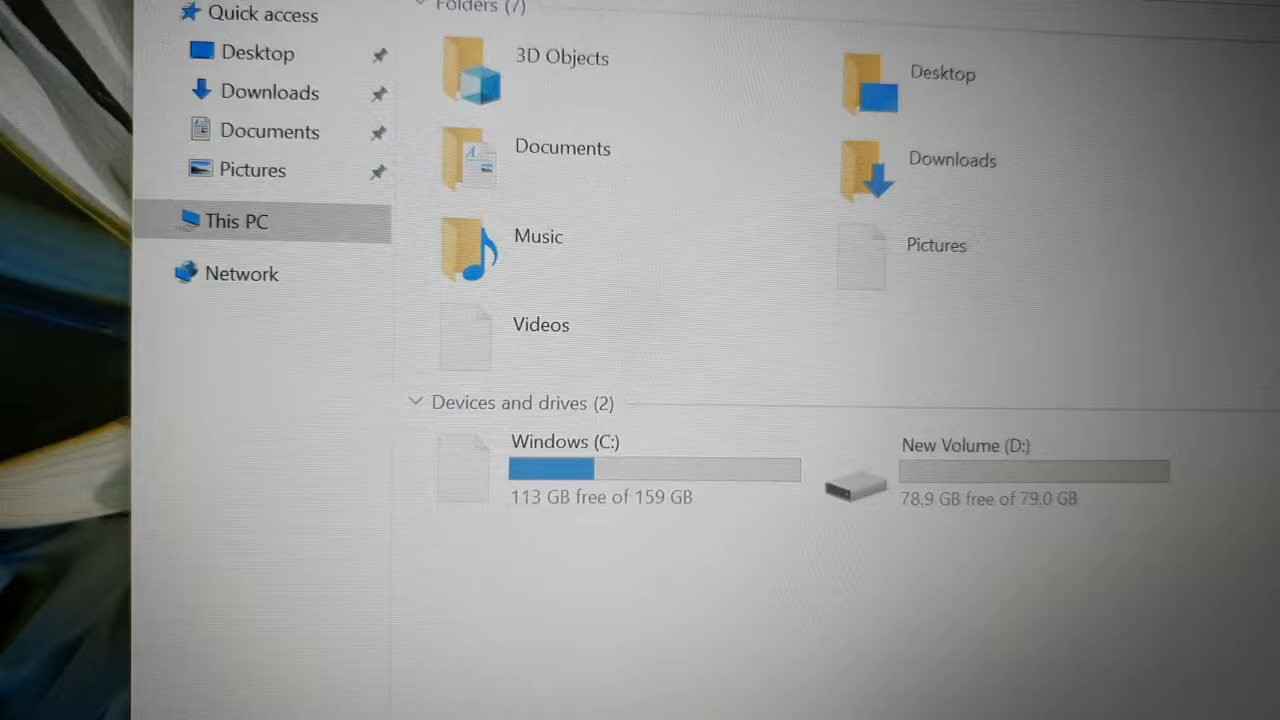 Quick access
Desktop
Downloads
Documents
Pictures
This PC
Network
Folders (7)
3D Objects
Desktop
Documents
Downloads
Music
Pictures
Videos
Devices and drives (2)
Windows (C:)
113 GB free of 159 GB
New Volume (D:)
78.9 GB free of 79.0 GB